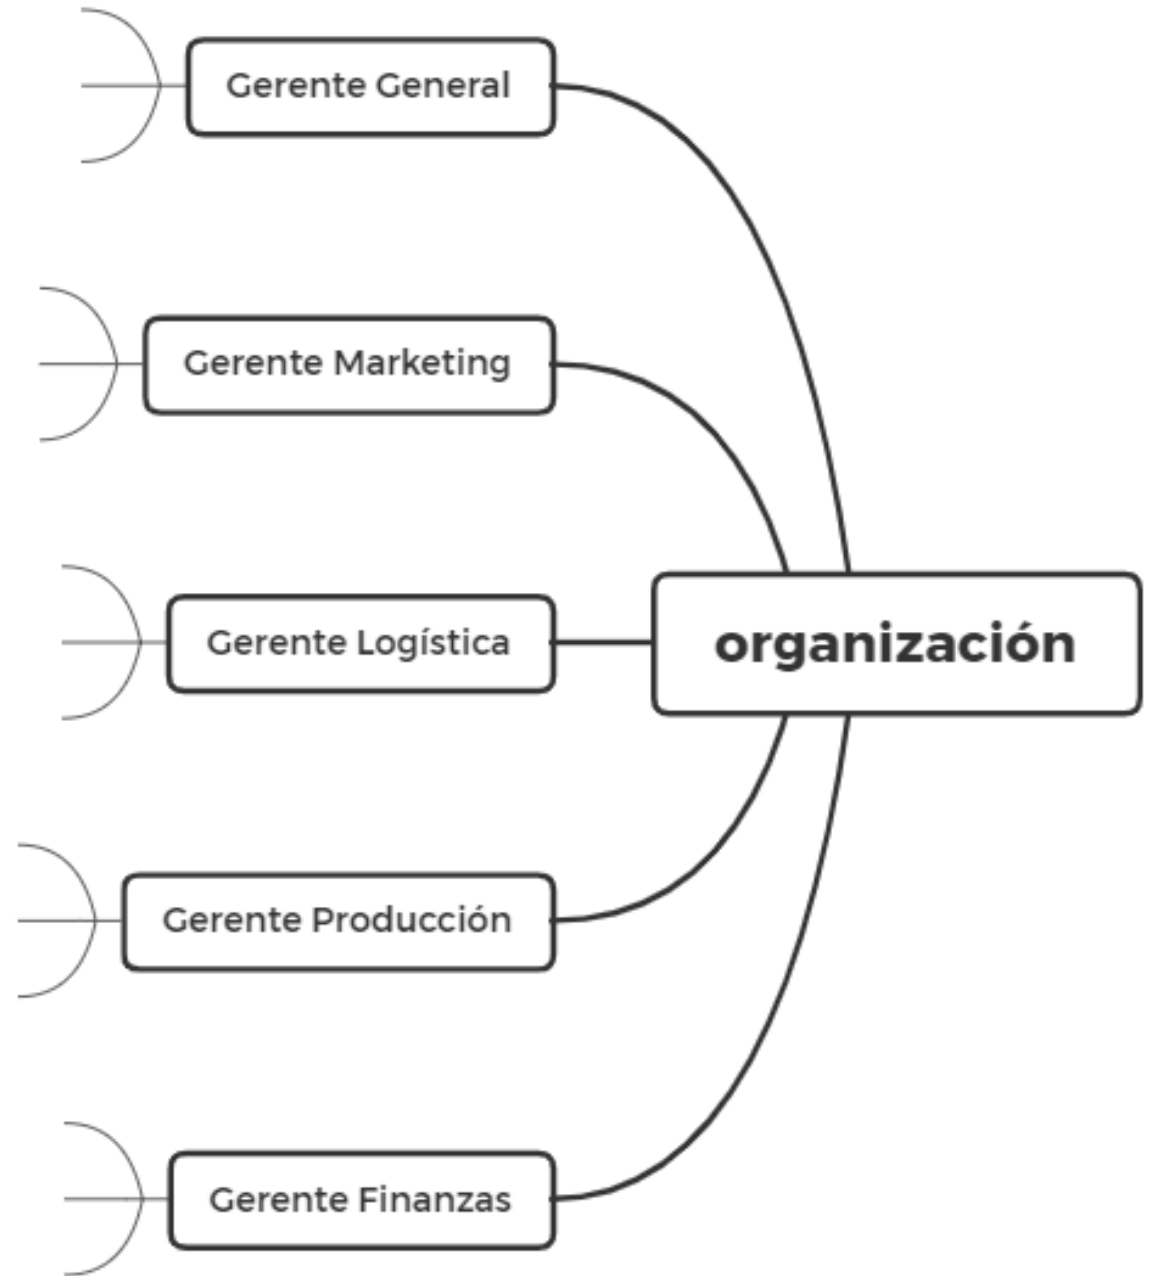 Gerente General
Gerente Marketing
Gerente Logística
organización
Gerente Producción
Gerente Finanzas